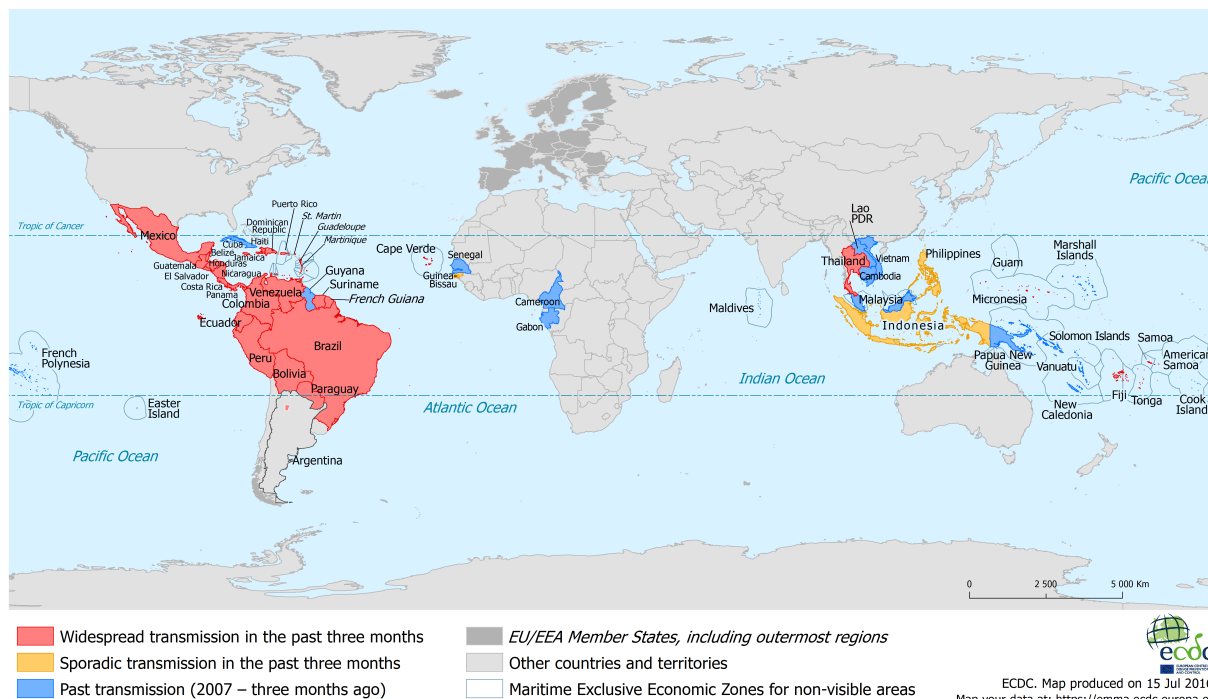 Pacific Ocea
Puerto Rico
St. Martin
Guadeloupe
Martinique
Dominican
Republic
Tropic of Cancer
Mexico
Cuba
Haiti
Belize
Jamaica
Honduras
Guatemala
El Salvador
Nicaragua
Costa Rica
Panama
Venezuela
Colombia
Guyana
Suriname
French Guiana
Ecuador
Brazil
Peru
Bolivia
Paraguay
French
Polynesia
Tropic of Capricorn
Easter
Island
Pacific Ocean
Argentina
Atlantic Ocean
Cape Verde
Senegal
Guinea-
Bissau
Cameroon
Gabon
Maldives
Indian Ocean
Lao
PDR
Thailand
Vietnam
Cambodia
Philippines
Malaysia
Indonesia
Guam
Marshall
Islands
Micronesia
Papua New
Guinea
Solomon Islands
Samoa
American
Samoa
Vanuatu
New
Caledonia
Fiji
Tonga
Cook
Island
0 2 500 5 000 Km
Widespread transmission in the past three months
Sporadic transmission in the past three months
Past transmission (2007 – three months ago)
EU/EEA Member States, including outermost regions
Other countries and territories
Maritime Exclusive Economic Zones for non-visible areas
ecdc
ECDC. Map produced on 15 Jul 2016